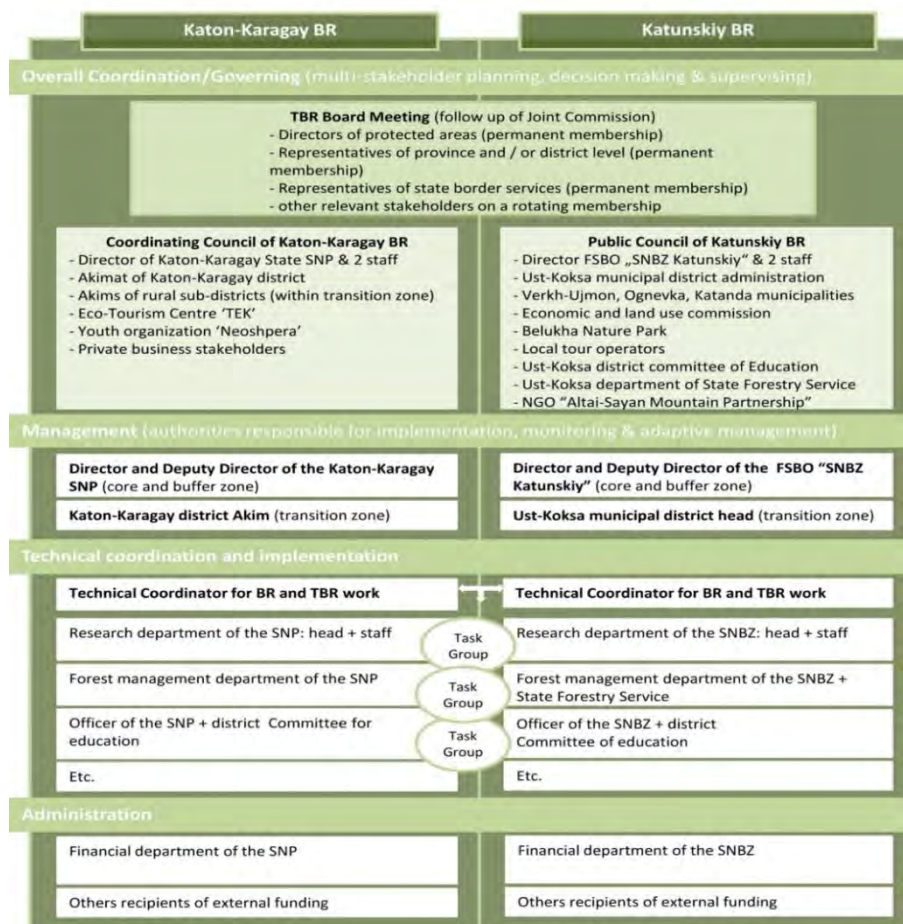 Katon-Karagay BR
Katunskiy BR
Overall Coordination/Governing (multi-stakeholder planning, decision making & supervising)
TBR Board Meeting (follow up of Joint Commission)
- Directors of protected areas (permanent membership)
- Representatives of province and / or district level (permanent
membership)
- Representatives of state border services (permanent membership)
- other relevant stakeholders on a rotating membership
Coordinating Council of Katon-Karagay BR
- Director of Katon-Karagay State SNP & 2 staff
- Akimat of Katon-Karagay district
- Akims of rural sub-districts (within transition zone)
- Eco-Tourism Centre 'TEK'
- Youth organization 'Neoshpera'
- Private business stakeholders
Public Council of Katunskiy BR
- Director FSBO „SNBZ Katunskiy" & 2 staff
- Ust-Koksa municipal district administration
- Verkh-Ujmon, Ognevka, Katanda municipalities
- Economic and land use commission
- Belukha Nature Park
- Local tour operators
- Ust-Koksa district committee of Education
- Ust-Koksa department of State Forestry Service
- NGO "Altai-Sayan Mountain Partnership"
Management (authorities responsible for implementation, monitoring & adaptive management)
Director and Deputy Director of the Katon-Karagay
SNP (core and buffer zone)
Director and Deputy Director of the FSBO "SNBZ
Katunskiy" (core and buffer zone)
Katon-Karagay district Akim (transition zone)
Ust-Koksa municipal district head (transition zone)
Technical coordination and implementation
Technical Coordinator for BR and TBR work
Technical Coordinator for BR and TBR work
Research department of the SNP: head + staff
Task
Group
Research department of the SNBZ: head + staff
Forest management department of the SNP
Task
Group
Forest management department of the SNBZ +
State Forestry Service
Officer of the SNP + district Committee for
education
Task
Group
Officer of the SNBZ + district
Committee of education
Etc.
Etc.
Administration
Financial department of the SNP
Financial department of the SNBZ
Others recipients of external funding
Others recipients of external funding